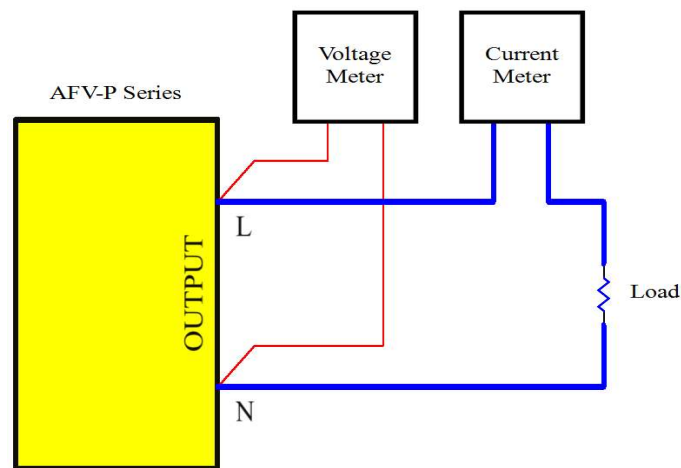 Voltage
Meter
Current
Meter
AFV-P Series
L
OUTPUT
Load
N